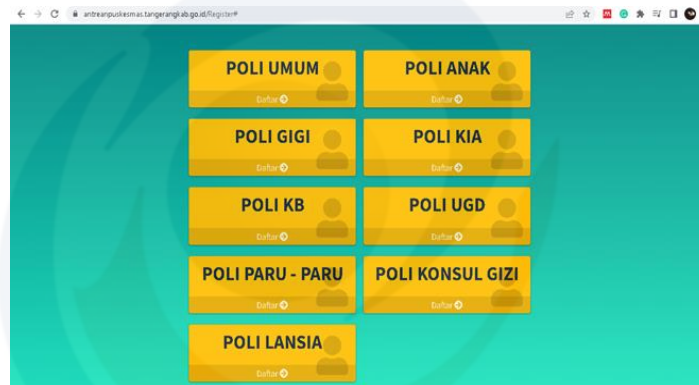 antreanpuskesmas.tangerangkab.go.id/Register#
POLI UMUM
Daftar
POLI ANAK
Daftar
POLI GIGI
Daftar
POLI KIA
Daftar
POLI KB
Daftar
POLI UGD
Daftar
POLI PARU - PARU
Daftar
POLI KONSUL GIZI
Daftar
POLI LANSIA
Daftar